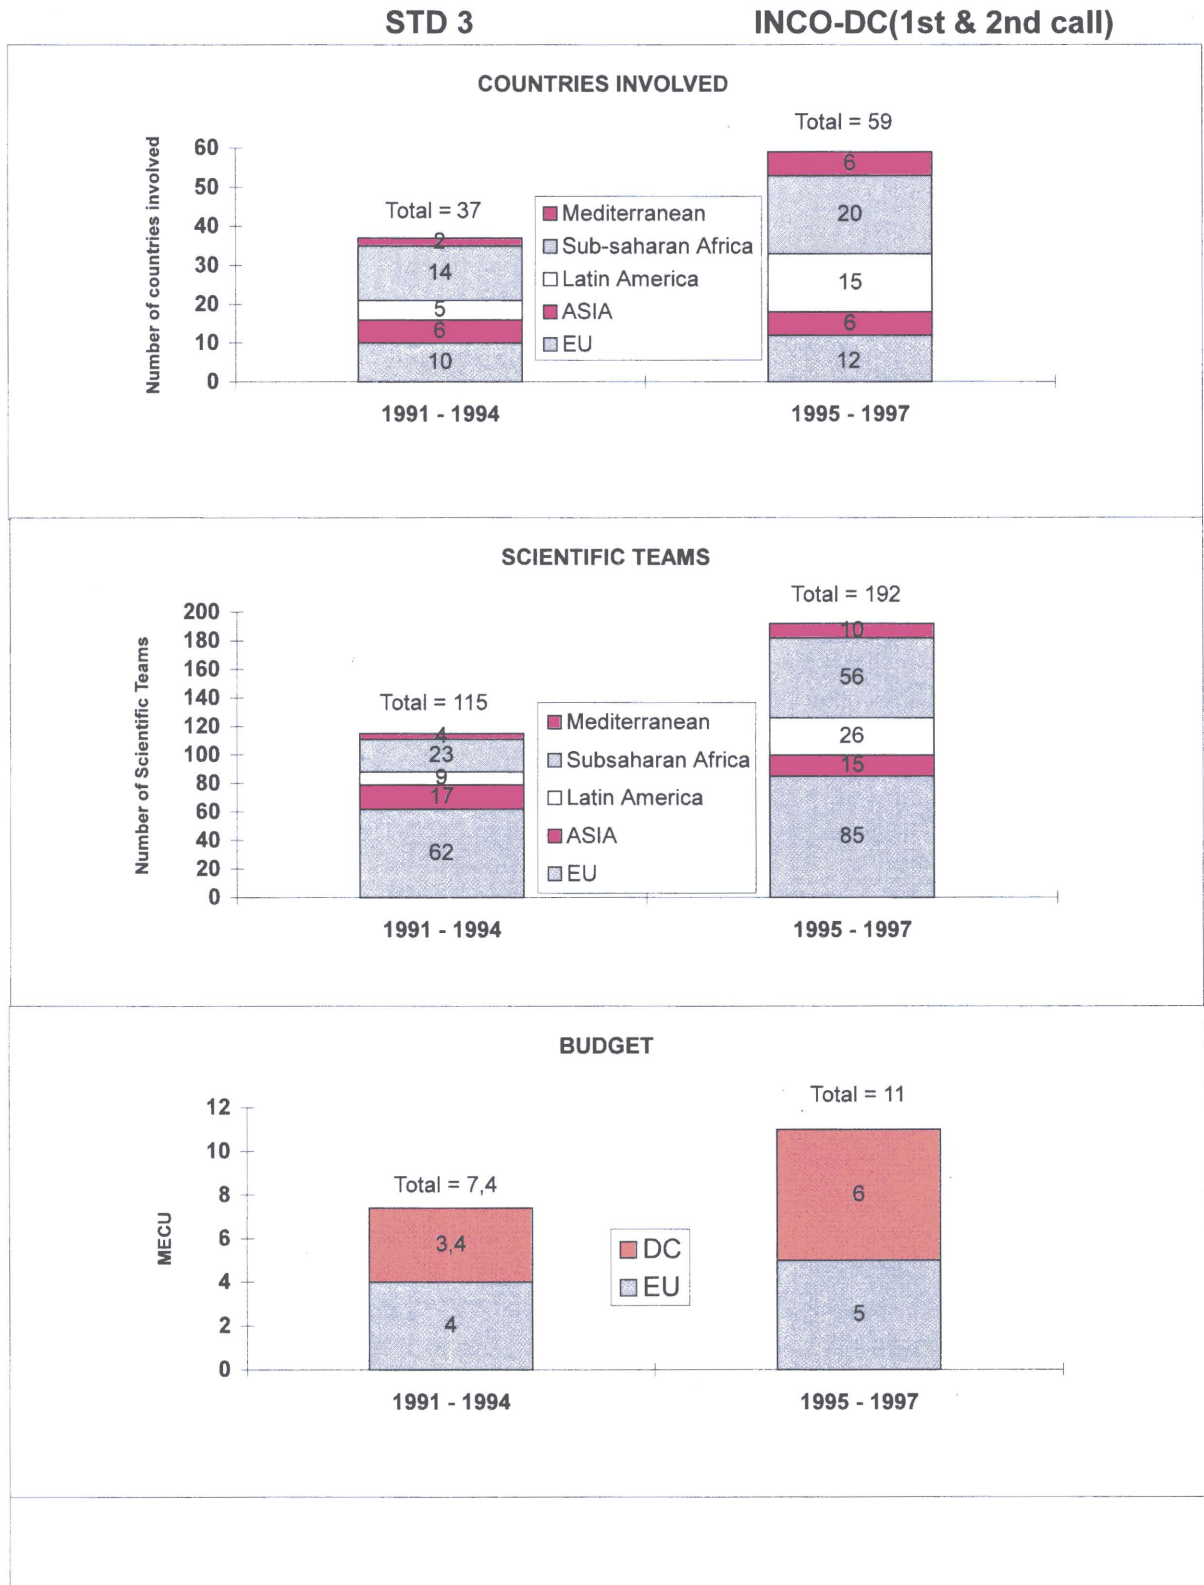 STD 3 INCO-DC(1st & 2nd call)
COUNTRIES INVOLVED
Number of countries involved
60
50
40
30
20
10
0
Total = 37
2
14
5
6
10
Mediterranean
Sub-saharan Africa
Latin America
ASIA
EU
Total = 59
6
20
15
6
12
1991 - 1994 1995 - 1997
SCIENTIFIC TEAMS
Number of Scientific Teams
200
180
160
140
120
100
80
60
40
20
0
Total = 115
4
23
9
17
62
Mediterranean
Subsaharan Africa
Latin America
ASIA
EU
Total = 192
10
56
26
15
85
1991 - 1994 1995 - 1997
BUDGET
MECU
12
10
8
6
4
2
0
Total = 7,4
3,4
4
DC
EU
Total = 11
6
5
1991 - 1994 1995 - 1997